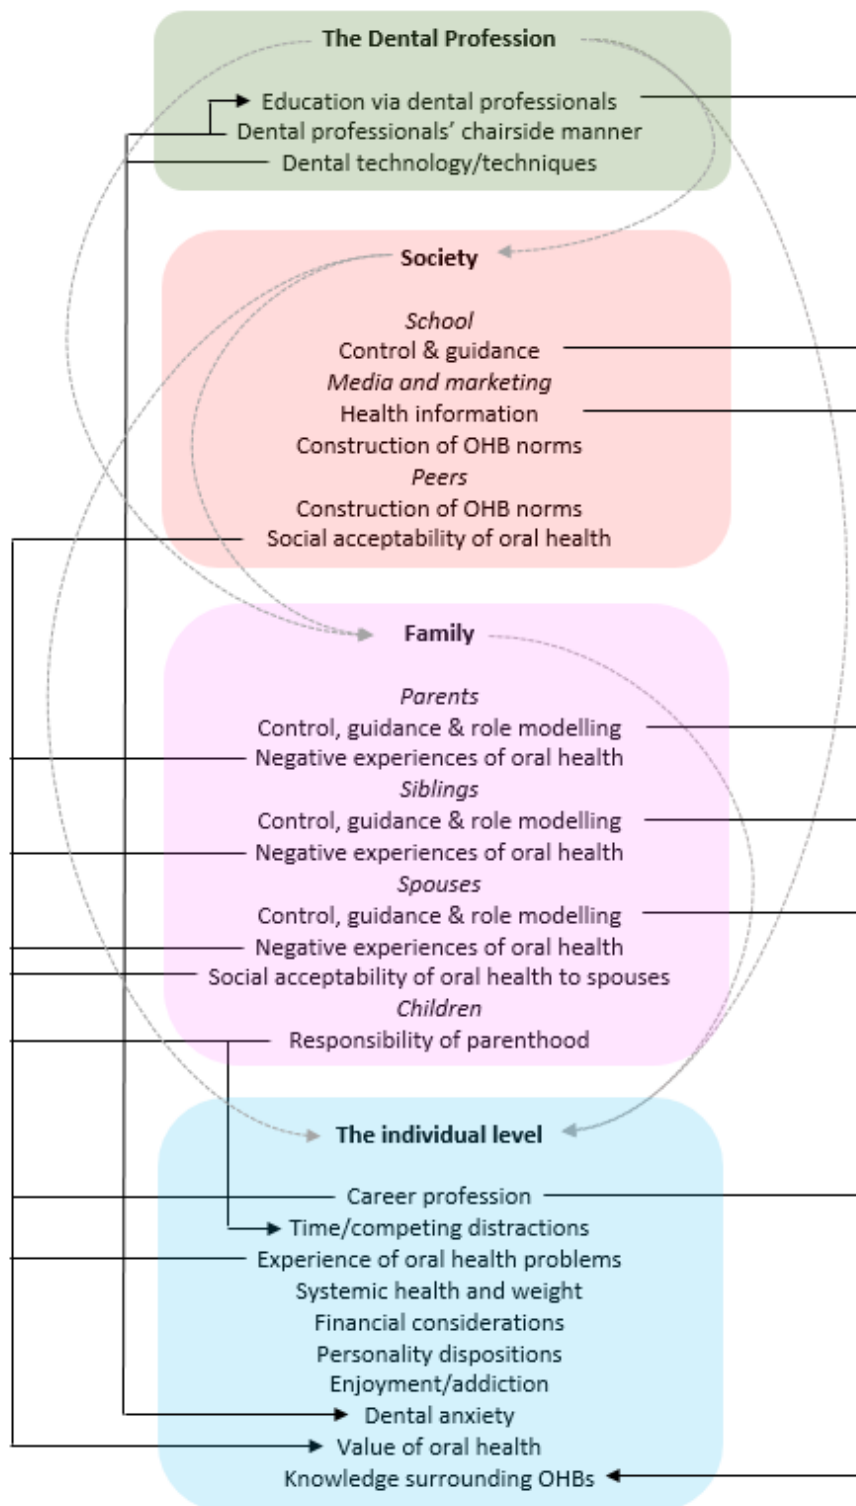 The Dental Profession
Education via dental professionals
Dental professionals' chairside manner
Dental technology/techniques
Society
School
Control & guidance
Media and marketing
Health information
Construction of OHB norms
Peers
Construction of OHB norms
Social acceptability of oral health
Family
Parents
Control, guidance & role modelling
Negative experiences of oral health
Siblings
Control, guidance & role modelling
Negative experiences of oral health
Spouses
Control, guidance & role modelling
Negative experiences of oral health
Social acceptability of oral health to spouses
Children
Responsibility of parenthood
The individual level
Career profession
Time/competing distractions
Experience of oral health problems
Systemic health and weight
Financial considerations
Personality dispositions
Enjoyment/addiction
Dental anxiety
Value of oral health
Knowledge surrounding OHBs